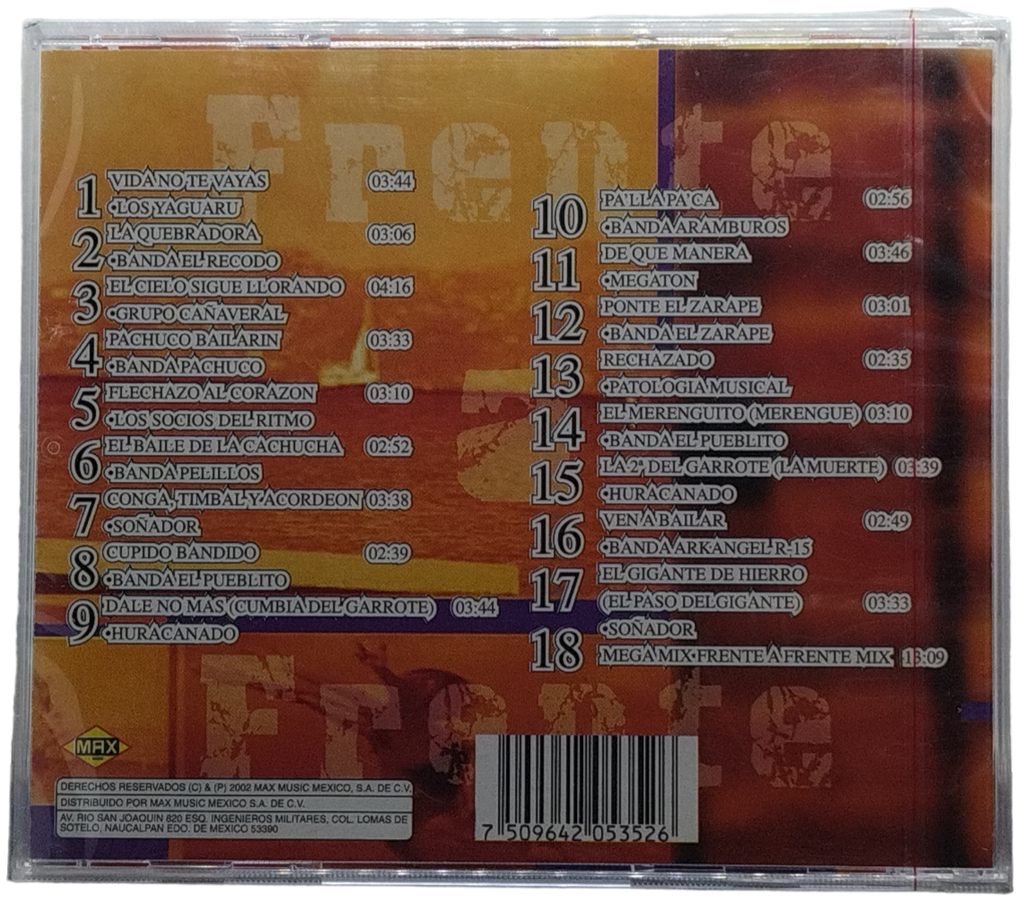 Frente
1 VIDA NO TE VAYAS 03:44
•LOS YAGUARU
2 LA QUEBRADORA 03:06
•BANDA EL RECODO
3 EL CIELO SIGUE LLORANDO 04:16
•GRUPO CAÑAVERAL
4 PACHUCO BAILARIN 03:33
•BANDA PACHUCO
5 FLECHAZO AL CORAZON 03:10
•LOS SOCIOS DEL RITMO
6 EL BAILE DE LA CACHUCHA 02:52
•BANDA PELILLOS
7 CONGA, TIMBAL Y ACORDEON 03:38
•SOÑADOR
8 CUPIDO BANDIDO 02:39
•BANDA EL PUEBLITO
9 DALE NO MAS (CUMBIA DEL GARROTE) 03:44
•HURACANADO
10 PA'LLA PA'CA 02:56
•BANDA ARAMBUROS
11 DE QUE MANERA 03:46
•MEGATON
12 PONTE EL ZARAPE 03:01
•BANDA EL ZARAPE
13 RECHAZADO 02:35
•PATOLOGIA MUSICAL
14 EL MERENGUITO (MERENGUE) 03:10
•BANDA EL PUEBLITO
15 LA 2ª DEL GARROTE (LA MUERTE) 03:39
•HURACANADO
16 VEN A BAILAR 02:49
•BANDA ARKANGEL R-15
17 EL GIGANTE DE HIERRO
(EL PASO DEL GIGANTE) 03:33
•SOÑADOR
18 MEGA MIX•FRENTE A FRENTE MIX 13:09
a
Frente
MAX
DERECHOS RESERVADOS (C) & (P) 2002 MAX MUSIC MEXICO, S.A. DE C.V.
DISTRIBUIDO POR MAX MUSIC MEXICO S.A. DE C.V.
AV. RIO SAN JOAQUIN 820 ESQ. INGENIEROS MILITARES, COL. LOMAS DE
SOTELO, NAUCALPAN EDO. DE MEXICO 53390
7 509642 053526